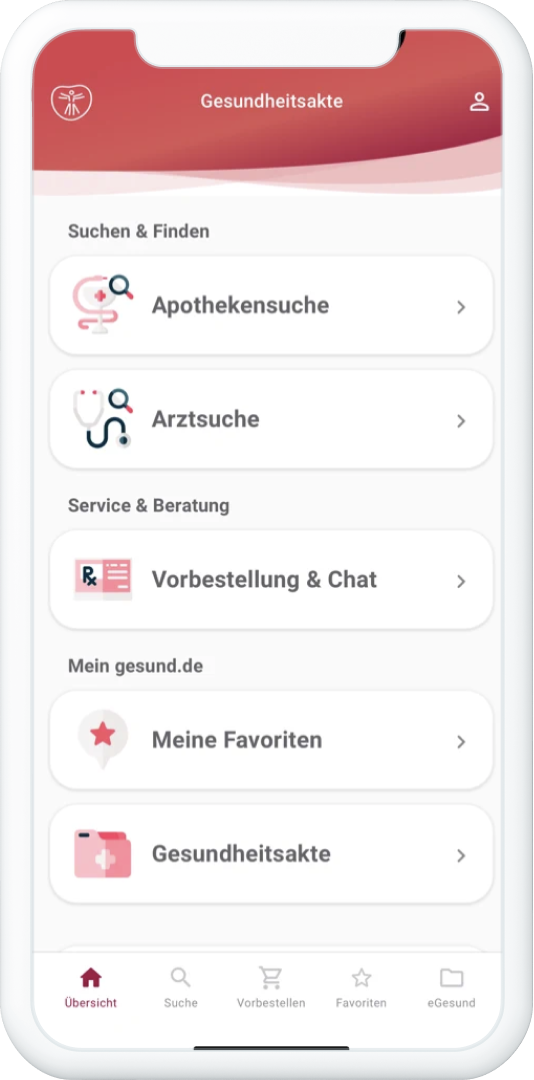 Gesundheitsakte
Suchen & Finden
Apothekensuche
Arztsuche
Service & Beratung
Rx
Vorbestellung & Chat
Mein gesund.de
Meine Favoriten
Gesundheitsakte
Übersicht Suche Vorbestellen Favoriten eGesund